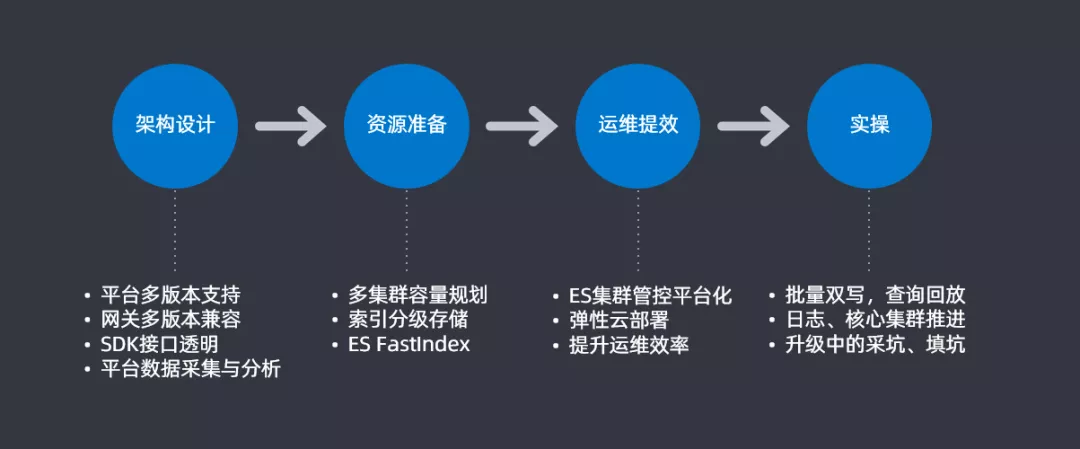 架构设计
资源准备
运维提效
实操
• 平台多版本支持
• 网关多版本兼容
• SDK接口透明
• 平台数据采集与分析
• 多集群容量规划
• 索引分级存储
• ES FastIndex
• ES集群管控平台化
• 弹性云部署
• 提升运维效率
• 批量双写，查询回放
• 日志、核心集群推进
• 升级中的采坑、填坑